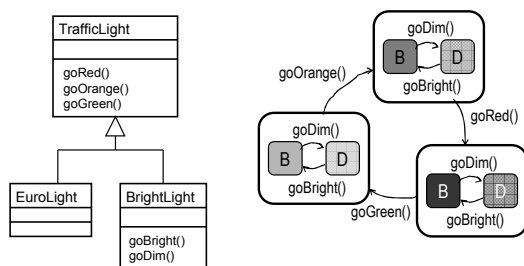 TrafficLight
goRed()
goOrange()
goGreen()
EuroLight
BrightLight
goBright()
goDim()
goDim()
B D
goBright()
goOrange()
goRed()
goDim()
B D
goBright()
goDim()
B D
goBright()
goGreen()